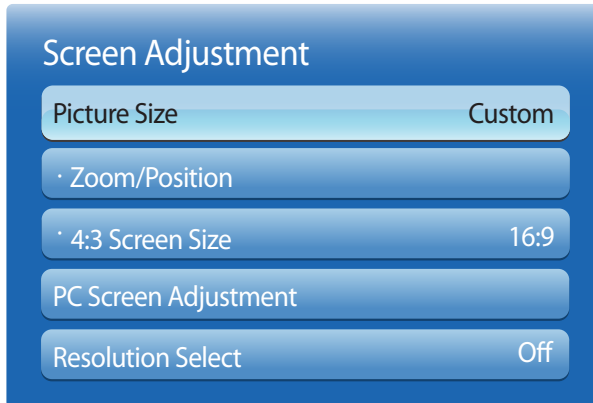 Screen Adjustment
Picture Size Custom
· Zoom/Position
· 4:3 Screen Size 16:9
PC Screen Adjustment
Resolution Select Off